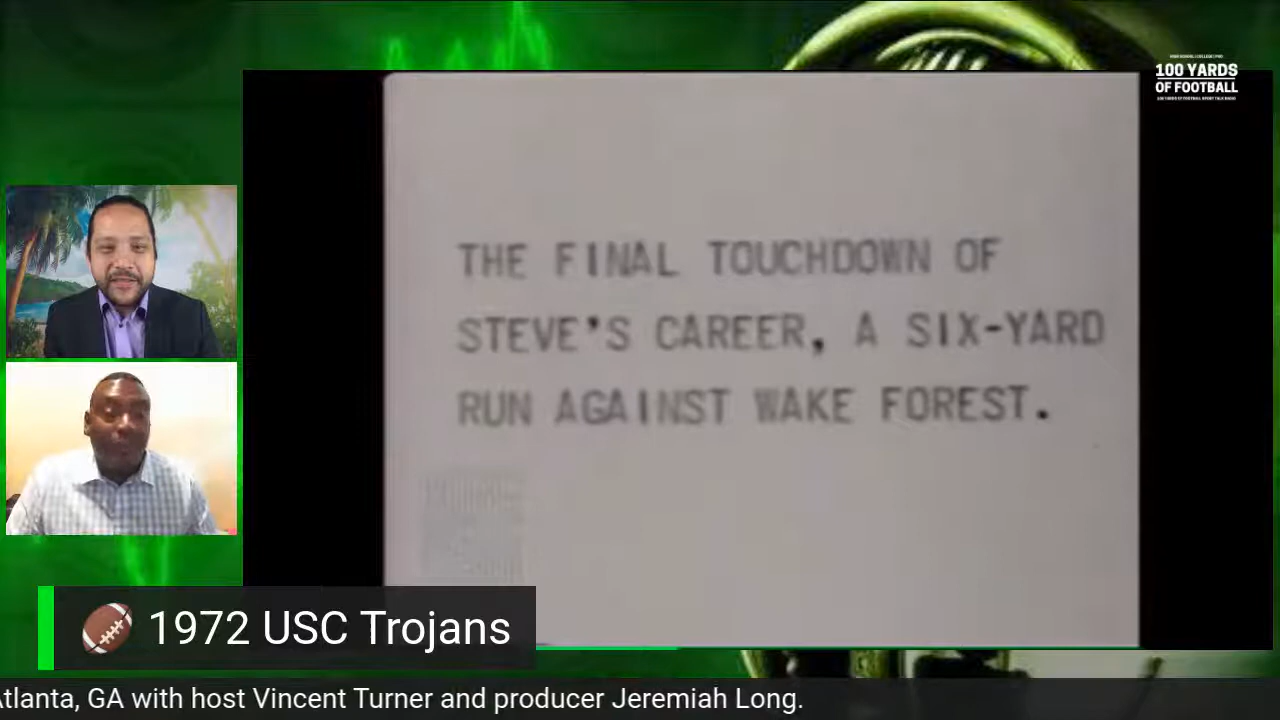 100 YARDS
OF FOOTBALL
THE FINAL TOUCHDOWN OF
STEVE'S CAREER, A SIX-YARD
RUN AGAINST WAKE FOREST.
1972 USC Trojans
Atlanta, GA with host Vincent Turner and producer Jeremiah Long.